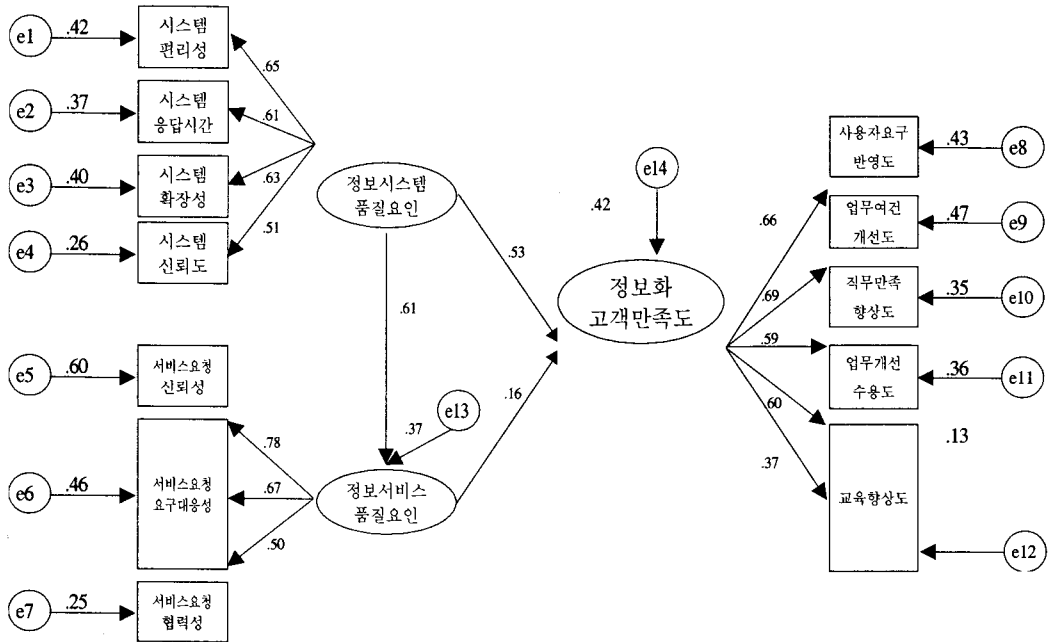 e1
.42
시스템
편리성
e2
.37
시스템
응답시간
e3
.40
시스템
확장성
e4
.26
시스템
신뢰도
.65
.61
.63
.51
정보시스템
품질요인
.61
.53
e5
.60
서비스요청
신뢰성
e6
.46
서비스요청
요구대응성
e7
.25
서비스요청
협력성
.78
.67
.50
.37
e13
정보서비스
품질요인
.16
.42
e14
정보화
고객만족도
.66
.69
.59
.60
.37
사용자요구
반영도
.43
e8
업무여건
개선도
.47
e9
직무만족
향상도
.35
e10
업무개선
수용도
.36
e11
.13
교육향상도
e12